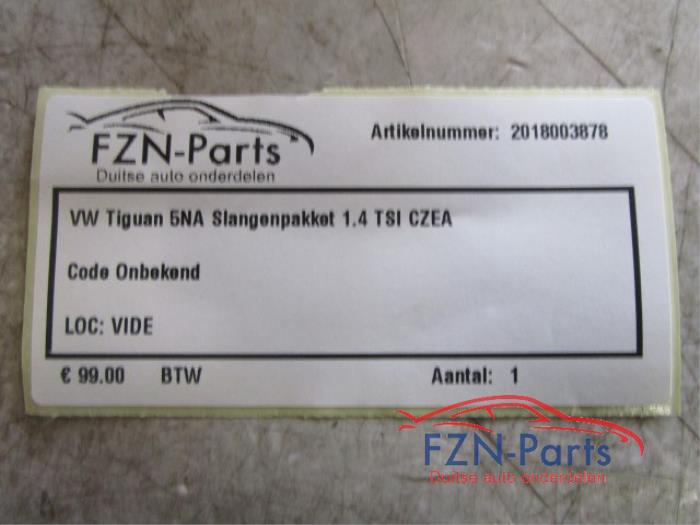 FZN-Parts
Duitse auto onderdelen
Artikelnummer: 2018003878
VW Tiguan 5NA Slangenpakket 1.4 TSI CZEA
Code Onbekend
LOC: VIDE
€ 99.00 BTW Aantal: 1
FZN-Parts
Duitse auto onderdelen